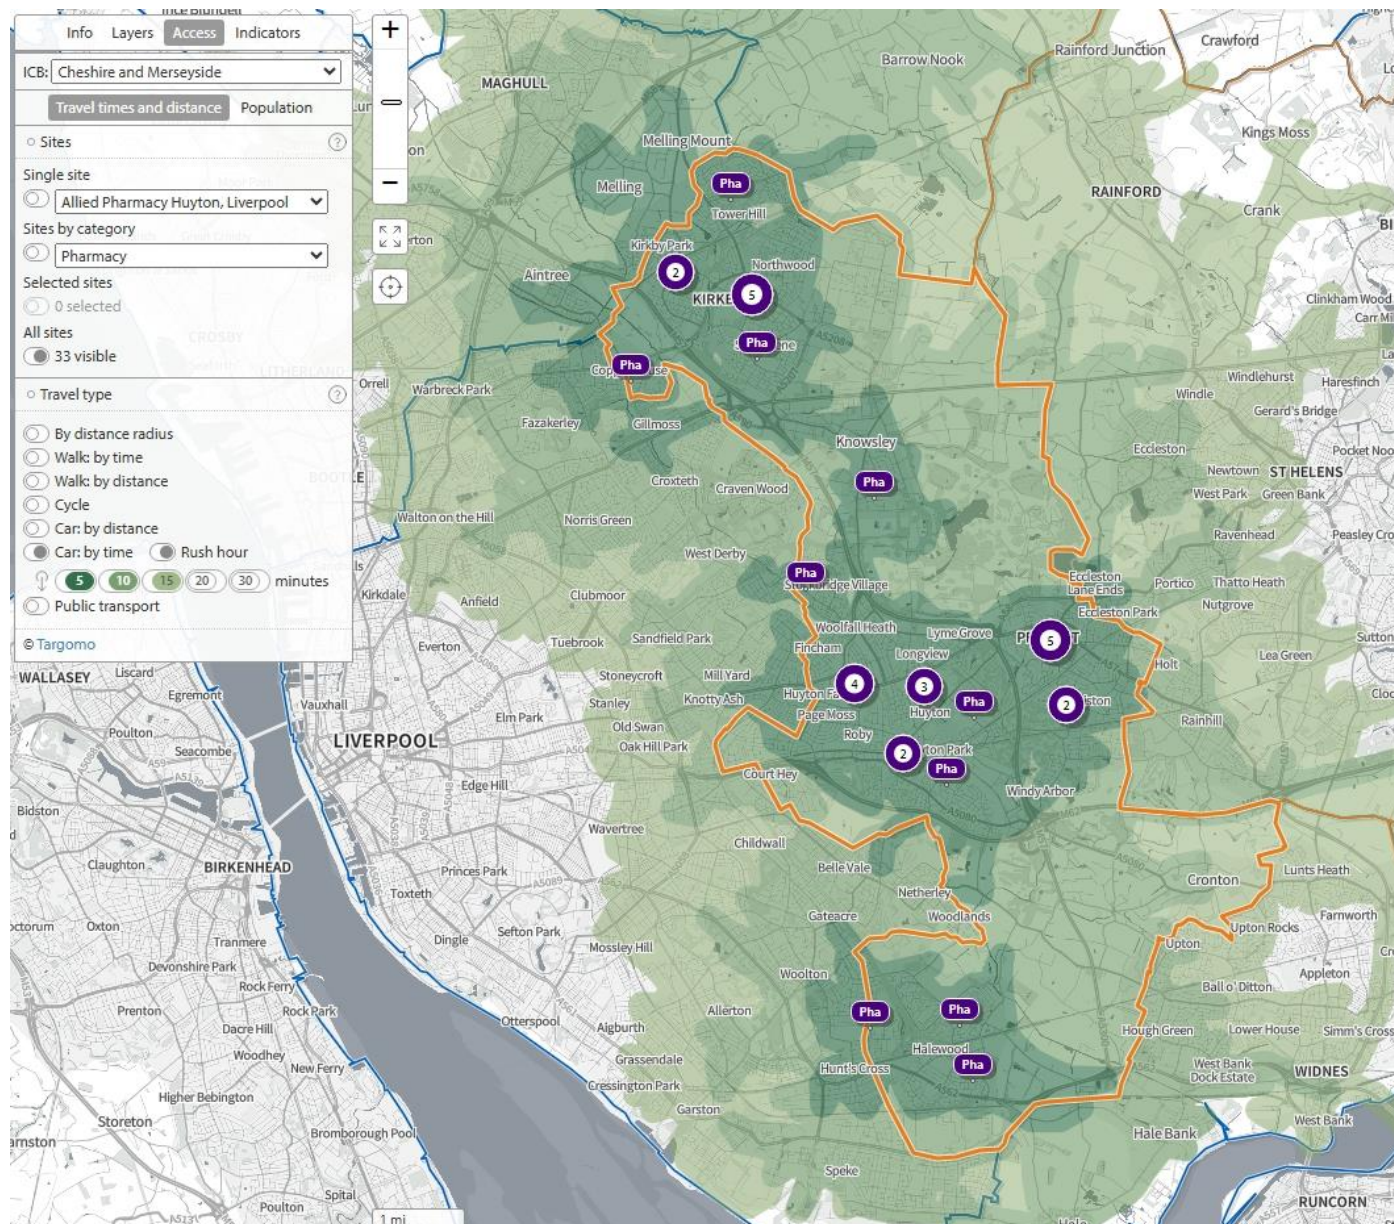 Info Layers Access Indicators
ICB: Cheshire and Merseyside
Travel times and distance Population
Sites ?
Single site
Allied Pharmacy Huyton, Liverpool
Sites by category
Pharmacy
Selected sites
0 selected
All sites
33 visible
Travel type ?
By distance radius
Walk: by time
Walk: by distance
Cycle
Car: by distance
Car: by time Rush hour
5 10 15 20 30 minutes
Public transport
© Targomo
+
−
Barrow Nook
Rainford Junction
Crawford
MAGHULL
Kings Moss
Melling Mount
Melling
Pha
RAINFORD
Tower Hill
Crank
Kirkby Park
Northwood
Aintree
2
5
Pha
A5208
Clinkham Wood
Pha
Orrell
Warbreck Park
Windlehurst
Haresfinch
Windle
Gerard's Bridge
Fazakerley
Gillmoss
Knowsley
Eccleston
Newtown
ST HELENS
Pha
Croxteth
Craven Wood
West Park
Green Bank
Walton on the Hill
Norris Green
Ravenhead
West Derby
Pha
Stockbridge Village
Eccleston
Lane Ends
Portico
Thatto Heath
Kirkdale
Anfield
Clubmoor
Eccleston Park
Nutgrove
Everton
Tuebrook
Sandfield Park
Woolfall Heath
Lyme Grove
5
Fincham
Longview
Holt
Lea Green
WALLASEY
Liscard
Egremont
Vauxhall
Stoneycroft
Mill Yard
Knotty Ash
4
3
Huyton
Pha
2
Stanley
Page Moss
Rainhill
Poulton
Elm Park
Old Swan
Roby
Seacombe
LIVERPOOL
Oak Hill Park
A5047
2
Pha
Court Hey
Edge Hill
Windy Arbor
Bidston
Wavertree
A5080
M62
Childwall
Claughton
BIRKENHEAD
Princes Park
A5089
Belle Vale
Lunts Heath
Cronton
Toxteth
Netherley
Gateacre
Woodlands
Farnworth
Oxton
Sefton Park
Upton Rocks
Tranmere
Dingle
Mossley Hill
Upton
Devonshire Park
Woolton
Appleton
Rock Ferry
Ball o' Ditton
Prenton
Rock Park
Allerton
Pha
Pha
Otterspool
Aigburth
Hough Green
Lower House
Simm's Cross
Dacre Hill
Halewood
Woodhey
New Ferry
Grassendale
Hunt's Cross
Pha
West Bank
Dock Estate
WIDNES
Higher Bebington
Cressington Park
Garston
Storeton
Bromborough Pool
Hale Bank
West Bank
Speke
Spital
Poulton
1 mi
RUNCORN